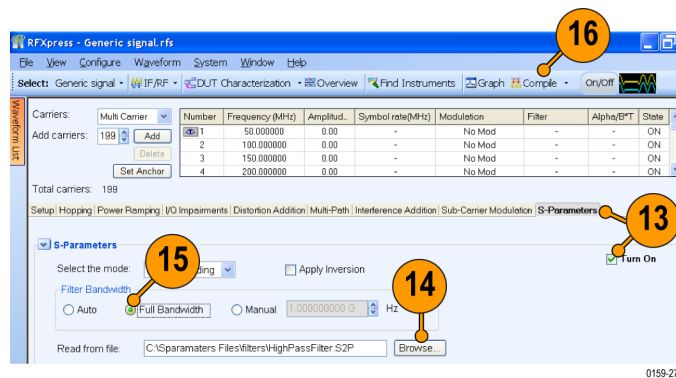 16
RFXpress - Generic signal.rfs
File View Configure Waveform System Window Help
Select: Generic signal IF/RF DUT Characterization Overview Find Instruments Graph Compile On/Off
Waveform List
Carriers: Multi Carrier
Add carriers: 199 Add
Delete
Set Anchor
Total carriers: 199
Number Frequency (MHz) Amplitud.. Symbol rate(MHz) Modulation Filter Alpha/B*T State
1 50.000000 0.00 - No Mod - - ON
2 100.000000 0.00 - No Mod - - ON
3 150.000000 0.00 - No Mod - - ON
4 200.000000 0.00 - No Mod - - ON
Setup Hopping Power Ramping I/Q Impairments Distortion Addition Multi-Path Interference Addition Sub-Carrier Modulation S-Parameters
13
S-Parameters
Turn On
15
14
Select the mode: ding Apply Inversion
Filter Bandwidth
Auto Full Bandwidth Manual 1.000000000 G Hz
Read from file: C:\Sparamaters Files\filters\HighPassFilter.S2P Browse...
0159-27